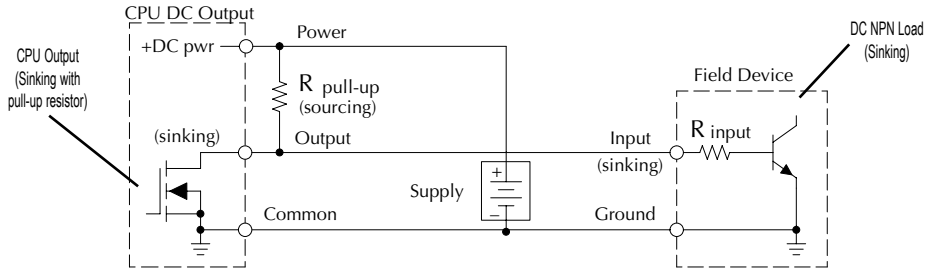 CPU DC Output
+DC pwr
Power
CPU Output
(Sinking with
pull-up resistor)
R pull-up
(sourcing)
DC NPN Load
(Sinking)
Field Device
(sinking)
Output
Input
(sinking)
R input
+
Supply
–
Common
Ground